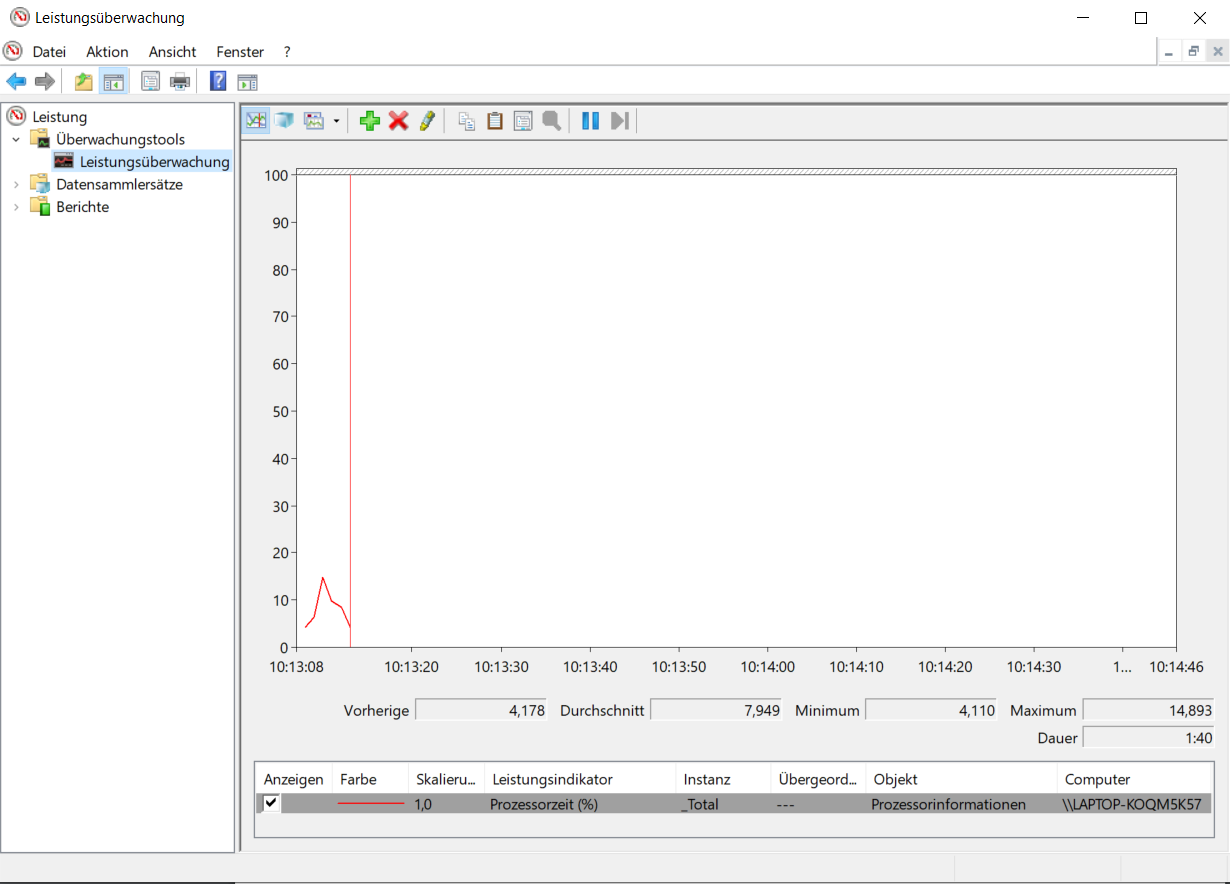 Leistungsüberwachung
Datei Aktion Ansicht Fenster ?
Leistung
Überwachungstools
Leistungsüberwachung
Datensammlersätze
Berichte
100
90
80
70
60
50
40
30
20
10
0
10:13:08 10:13:20 10:13:30 10:13:40 10:13:50 10:14:00 10:14:10 10:14:20 10:14:30 1... 10:14:46
Vorherige 4,178 Durchschnitt 7,949 Minimum 4,110 Maximum 14,893
Dauer 1:40
Anzeigen Farbe Skalieru... Leistungsindikator Instanz Übergeord... Objekt Computer
1,0 Prozessorzeit (%) _Total --- Prozessorinformationen \\LAPTOP-KOQM5K57